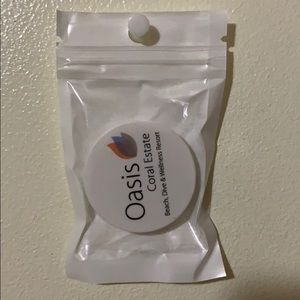 Oasis
Coral Estate
Beach, Dive & Wellness Resort